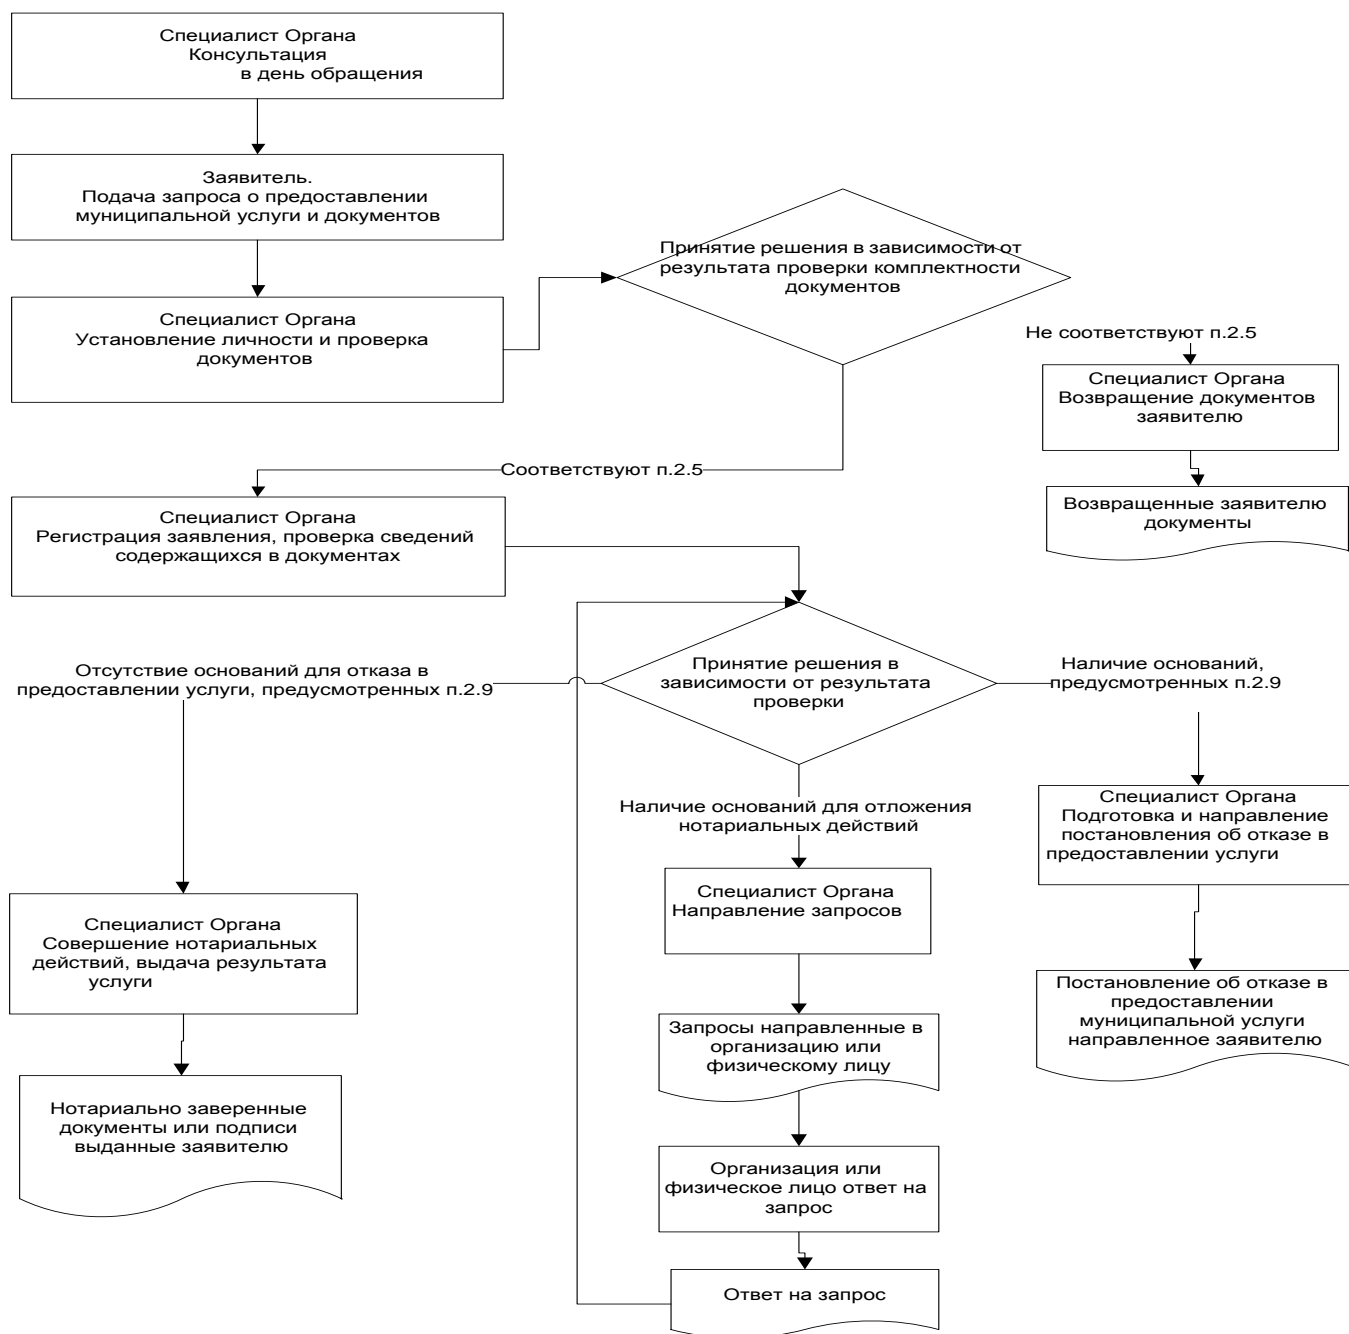 Специалист Органа
Консультация
в день обращения
Заявитель.
Подача запроса о предоставлении
муниципальной услуги и документов
Специалист Органа
Установление личности и проверка
документов
Принятие решения в зависимости от
результата проверки комплектности
документов
Не соответствуют п.2.5
Специалист Органа
Возвращение документов
заявителю
Возвращенные заявителю
документы
Соответствуют п.2.5
Специалист Органа
Регистрация заявления, проверка сведений
содержащихся в документах
Отсутствие оснований для отказа в
предоставлении услуги, предусмотренных п.2.9
Принятие решения в
зависимости от результата
проверки
Наличие оснований,
предусмотренных п.2.9
Наличие оснований для отложения
нотариальных действий
Специалист Органа
Подготовка и направление
постановления об отказе в
предоставлении услуги
Специалист Органа
Направление запросов
Специалист Органа
Совершение нотариальных
действий, выдача результата
услуги
Постановление об отказе в
предоставлении
муниципальной услуги
направленное заявителю
Запросы направленные в
организацию или
физическому лицу
Нотариально заверенные
документы или подписи
выданные заявителю
Организация или
физическое лицо ответ на
запрос
Ответ на запрос